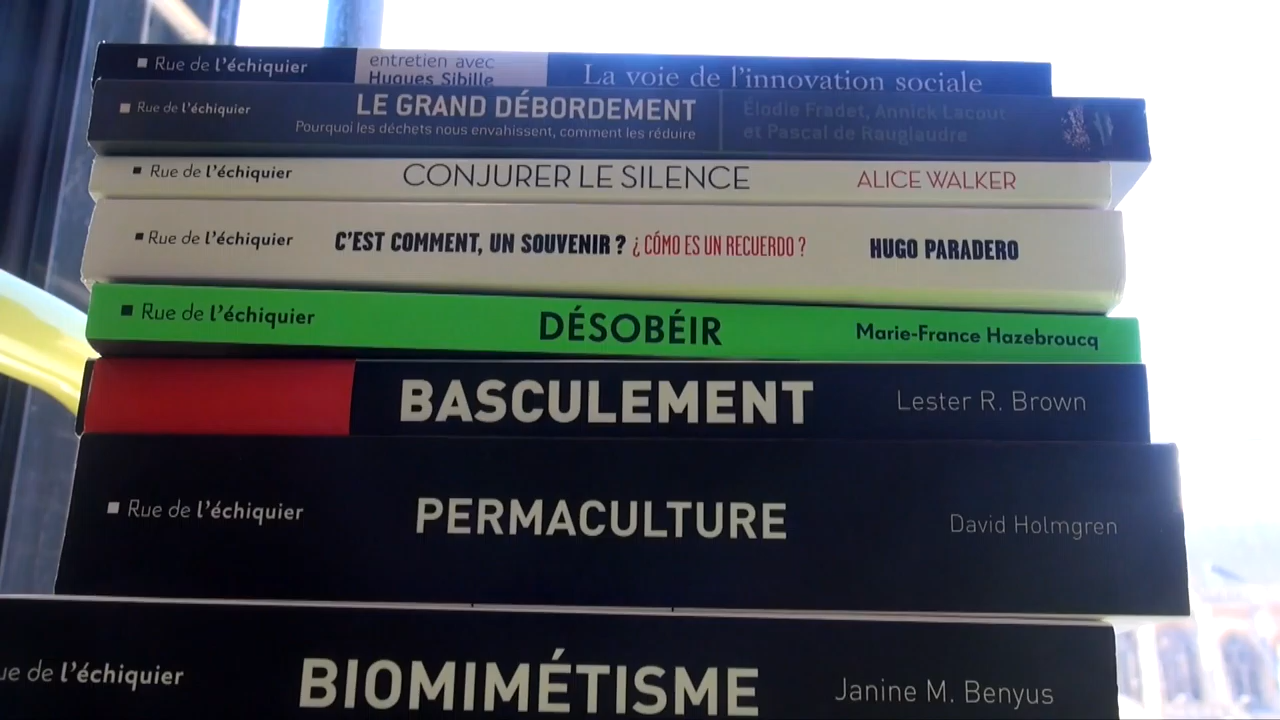 Rue de l'échiquier entretien avec Hugues Sibille La voie de l'innovation sociale
Rue de l'échiquier LE GRAND DÉBORDEMENT Élodie Fradet, Annick Lacout
Pourquoi les déchets nous envahissent, comment les réduire et Pascal de Rauglaudre
Rue de l'échiquier CONJURER LE SILENCE ALICE WALKER
Rue de l'échiquier C'EST COMMENT, UN SOUVENIR ? ¿ CÓMO ES UN RECUERDO ? HUGO PARADERO
Rue de l'échiquier DÉSOBÉIR Marie-France Hazebroucq
BASCULEMENT Lester R. Brown
Rue de l'échiquier PERMACULTURE David Holmgren
ue de l'échiquier BIOMIMÉTISME Janine M. Benyus